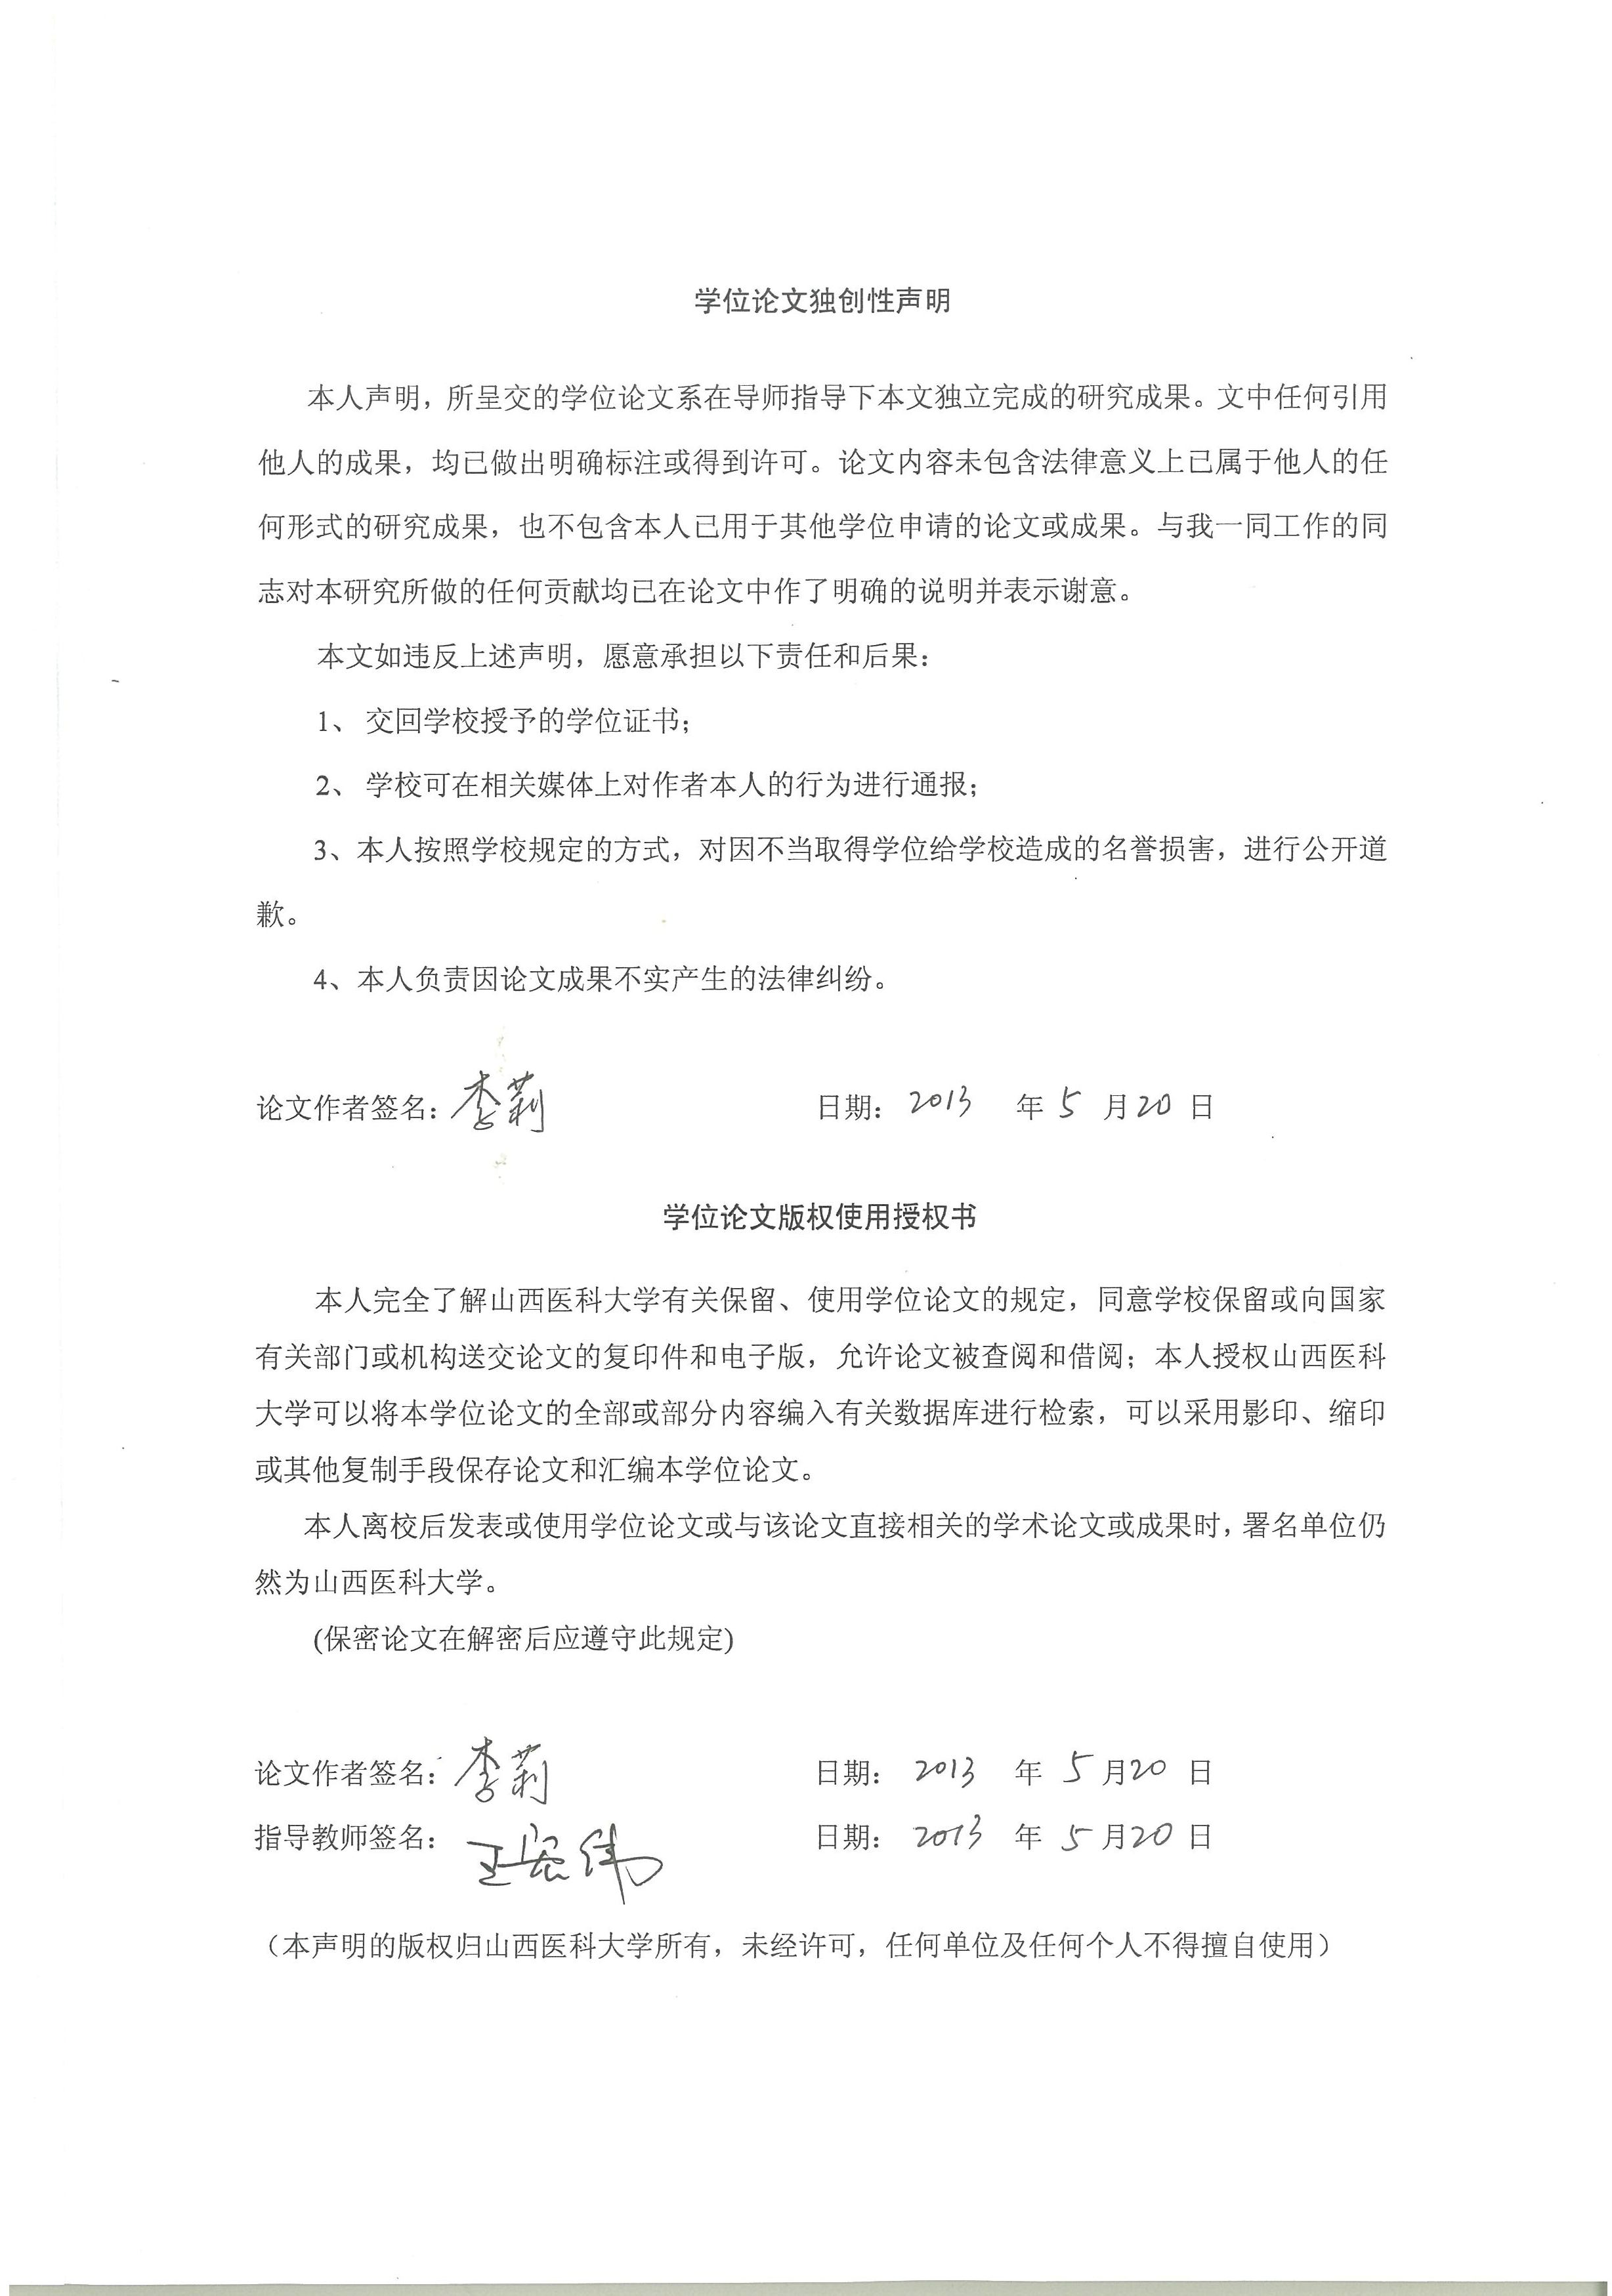 学位论文独创性声明
本人声明，所呈交的学位论文系在导师指导下本文独立完成的研究成果。文中任何引用
他人的成果，均已做出明确标注或得到许可。论文内容未包含法律意义上已属于他人的任
何形式的研究成果，也不包含本人已用于其他学位申请的论文或成果。与我一同工作的同
志对本研究所做的任何贡献均已在论文中作了明确的说明并表示谢意。
本文如违反上述声明，愿意承担以下责任和后果：
1、 交回学校授予的学位证书；
2、 学校可在相关媒体上对作者本人的行为进行通报；
3、本人按照学校规定的方式，对因不当取得学位给学校造成的名誉损害，进行公开道
歉。
4、本人负责因论文成果不实产生的法律纠纷。
论文作者签名：李莉 日期：2013 年 5 月 20 日
学位论文版权使用授权书
本人完全了解山西医科大学有关保留、使用学位论文的规定，同意学校保留或向国家
有关部门或机构送交论文的复印件和电子版，允许论文被查阅和借阅；本人授权山西医科
大学可以将本学位论文的全部或部分内容编入有关数据库进行检索，可以采用影印、缩印
或其他复制手段保存论文和汇编本学位论文。
本人离校后发表或使用学位论文或与该论文直接相关的学术论文或成果时，署名单位仍
然为山西医科大学。
(保密论文在解密后应遵守此规定)
论文作者签名：李莉 日期：2013 年 5 月 20 日
指导教师签名：王宏伟 日期：2013 年 5 月 20 日
（本声明的版权归山西医科大学所有，未经许可，任何单位及任何个人不得擅自使用）